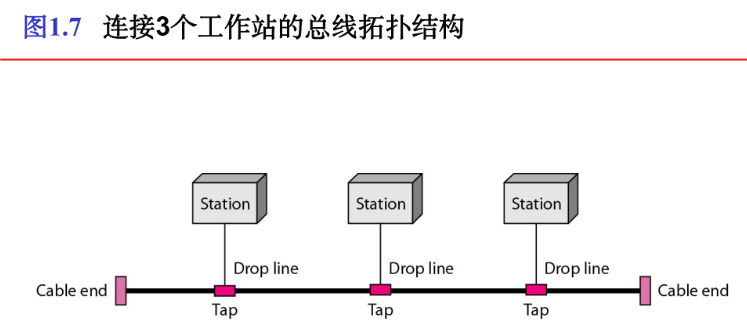 图1.7 连接3个工作站的总线拓扑结构
Station Station Station
Drop line Drop line Drop line
Cable end Cable end
Tap Tap Tap